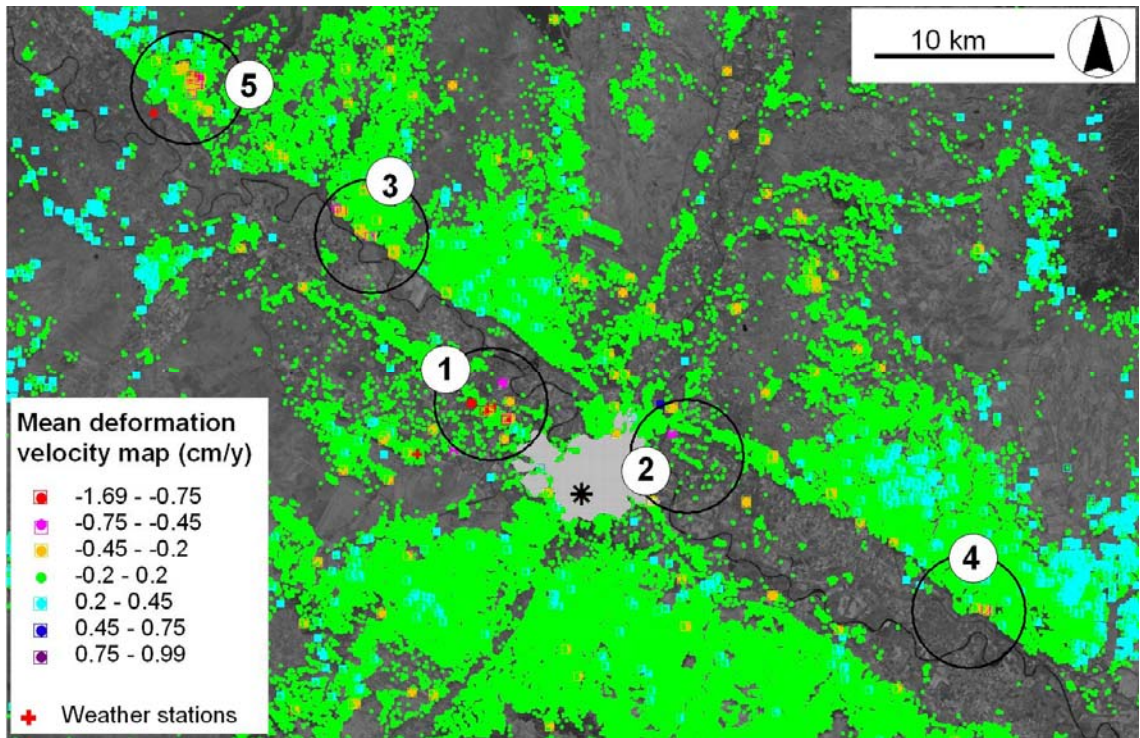 10 km
5
3
1
2
4
Mean deformation
velocity map (cm/y)
-1.69 - -0.75
-0.75 - -0.45
-0.45 - -0.2
-0.2 - 0.2
0.2 - 0.45
0.45 - 0.75
0.75 - 0.99
Weather stations